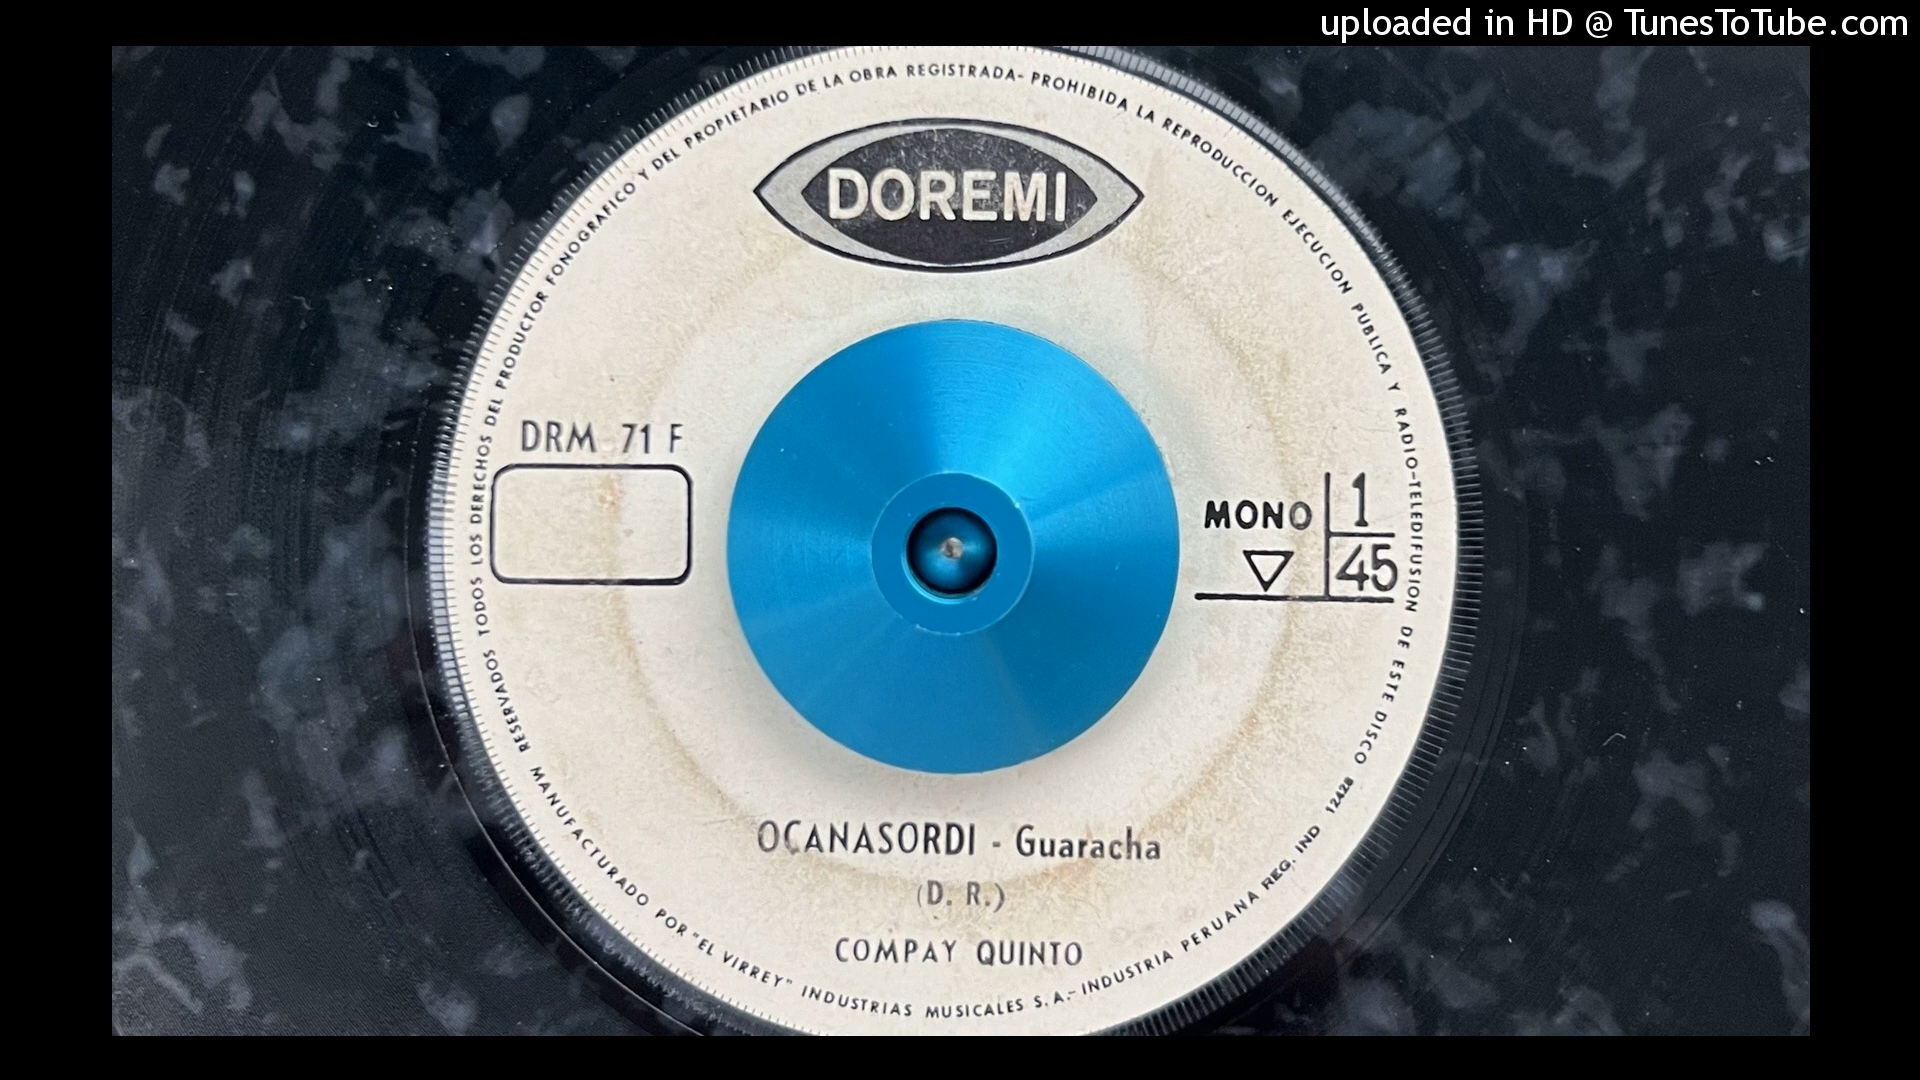 uploaded in HD @ TunesToTube.com
TODOS LOS DERECHOS DEL PRODUCTOR FONOGRAFICO Y DEL PROPIETARIO DE LA OBRA REGISTRADA- PROHIBIDA LA REPRODUCCION EJECUCION PUBLICA Y RADIO-TELEDIFUSION DE ESTE DISCO
RESERVADOS MANUFACTURADO POR "EL VIRREY" INDUSTRIAS MUSICALES S.A.- INDUSTRIA PERUANA REG. IND 12428
DOREMI
DRM 71 F
MONO 1
45
OCANASORDI - Guaracha
(D. R.)
COMPAY QUINTO